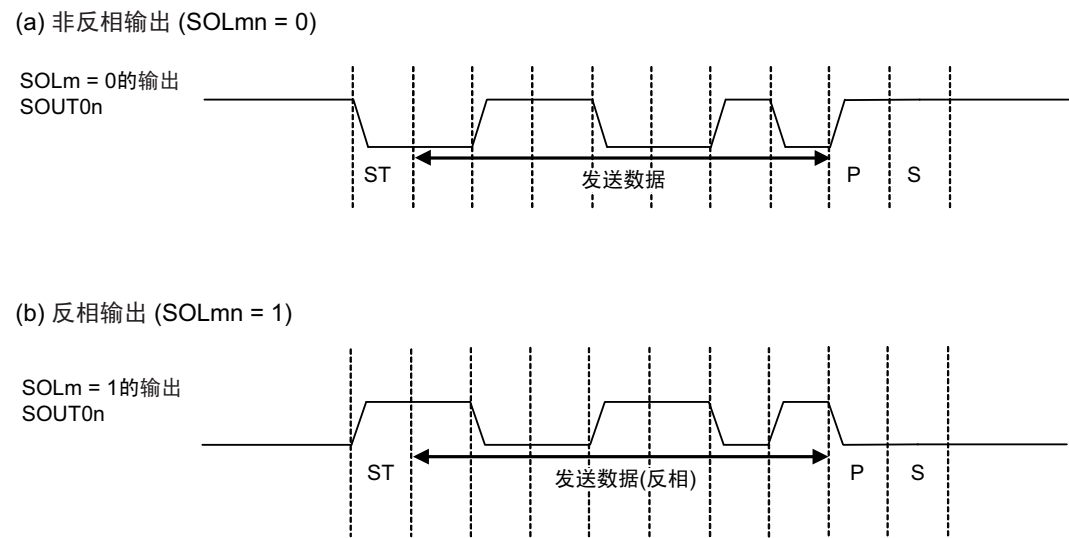 (a) 非反相输出 (SOLmn = 0)
SOLm = 0的输出
SOUT0n
ST
发送数据
P
S
(b) 反相输出 (SOLmn = 1)
SOLm = 1的输出
SOUT0n
ST
发送数据(反相)
P
S